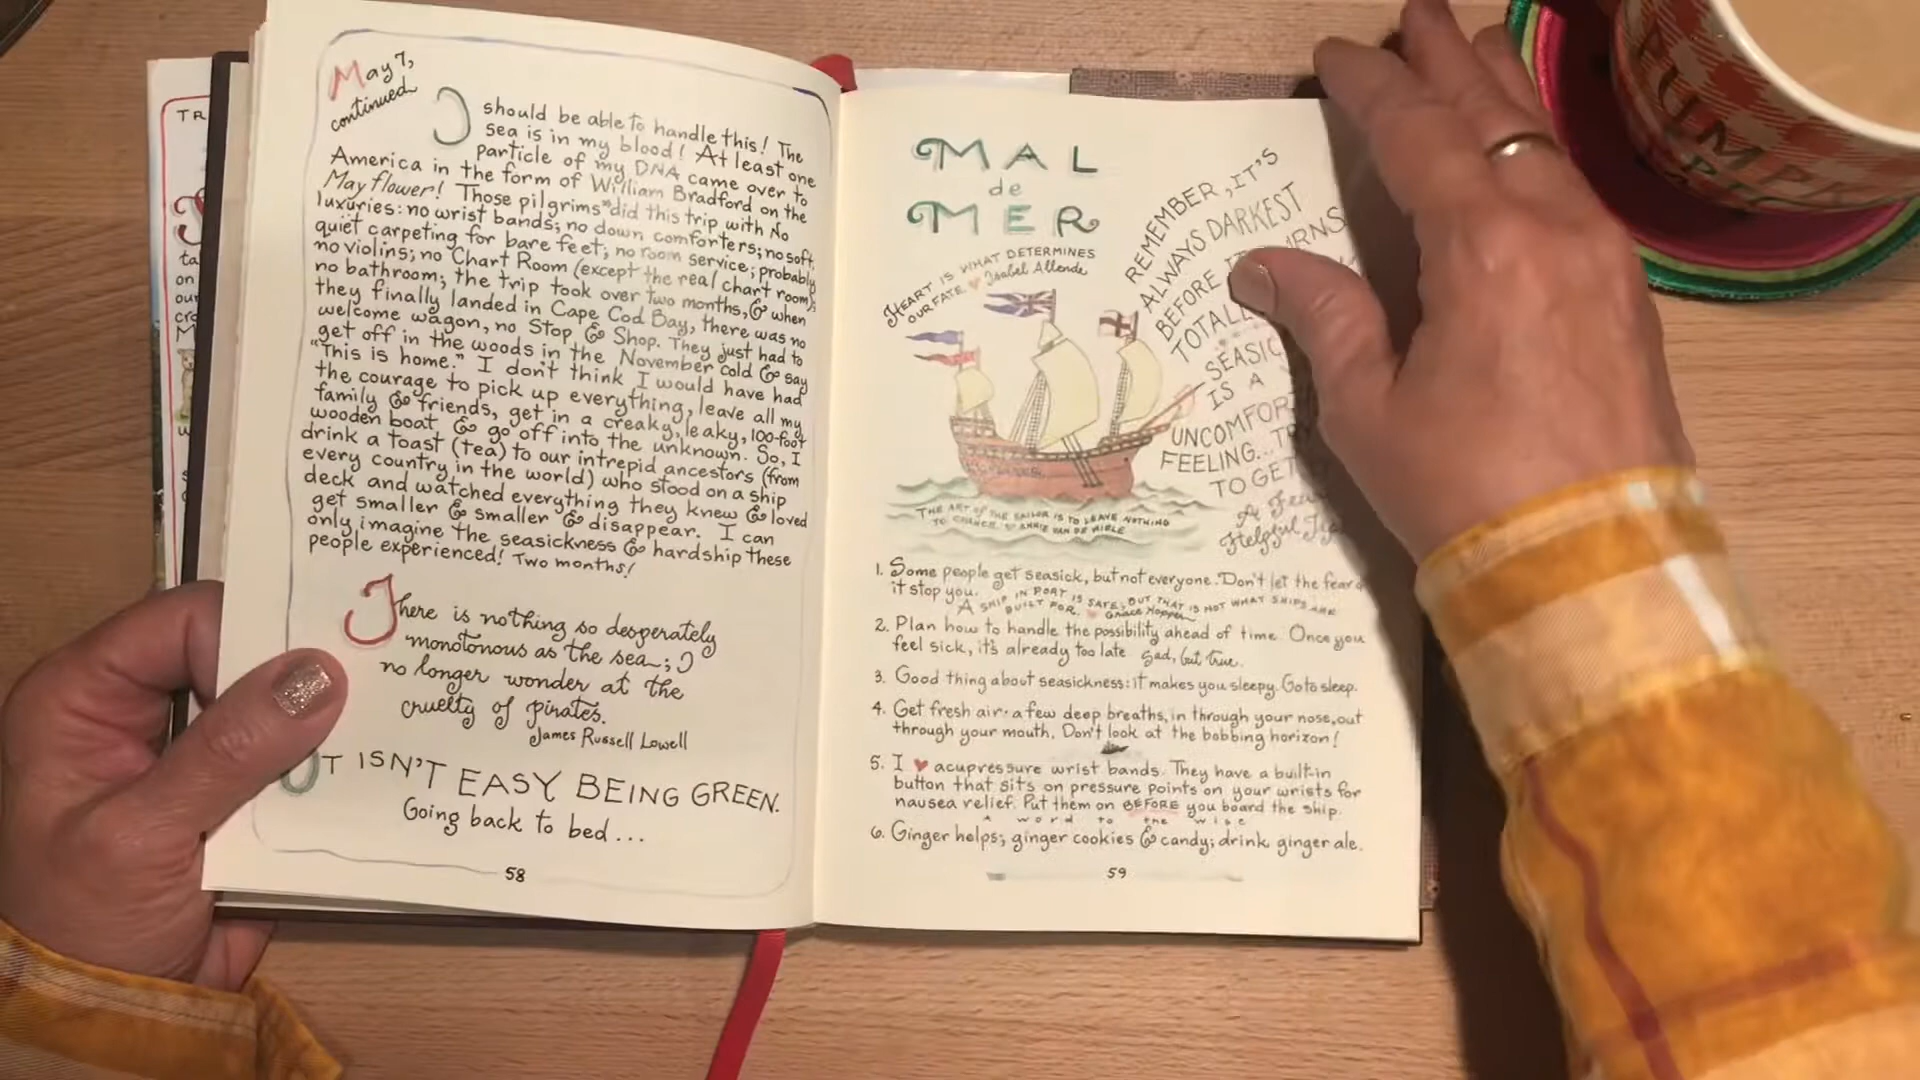 May 7,
continued
I should be able to handle this! The
sea is in my blood! At least one
particle of my DNA came over to
America in the form of William Bradford on the
Mayflower! Those pilgrims did this trip with No
luxuries: no wrist bands; no down comforters; no soft
quiet carpeting for bare feet; no room service; probably
no violins; no Chart Room (except the real chart room);
no bathroom; the trip took over two months, & when
they finally landed in Cape Cod Bay, there was no
welcome wagon, no Stop & Shop. They just had to
get off in the woods in the November cold & say
"This is home." I don't think I would have had
the courage to pick up everything, leave all my
family & friends, get in a creaky, leaky, 100-foot
wooden boat & go off into the unknown. So, I
drink a toast (tea) to our intrepid ancestors (from
every country in the world) who stood on a ship
deck and watched everything they knew & loved
get smaller & smaller & disappear. I can
only imagine the seasickness & hardship these
people experienced! Two months!
There is nothing so desperately
monotonous as the sea; I
no longer wonder at the
cruelty of pirates.
James Russell Lowell
IT ISN'T EASY BEING GREEN.
Going back to bed...
58
MAL
de
MER
HEART IS WHAT DETERMINES
OUR FATE ♥ Isabel Allende
REMEMBER, IT'S
ALWAYS DARKEST
BEFORE
SEASIC
IS A
UNCOMFOR
FEELING...
TO GET
A Few
Helpful
THE ART OF THE SAILOR IS TO LEAVE NOTHING
TO CHANCE. ANNIE VAN DE WIELE
1. Some people get seasick, but not everyone. Don't let the fear
it stop you.
A SHIP IN PORT IS SAFE, BUT THAT IS NOT WHAT SHIPS ARE
BUILT FOR. ♥ Grace Hopper
2. Plan how to handle the possibility ahead of time. Once you
feel sick, it's already too late. Sad, but true.
3. Good thing about seasickness: it makes you sleepy. Go to sleep.
4. Get fresh air · a few deep breaths, in through your nose, out
through your mouth. Don't look at the bobbing horizon!
5. I ♥ acupressure wrist bands. They have a built-in
button that sits on pressure points on your wrists for
nausea relief. Put them on BEFORE you board the ship.
a word to the wise
6. Ginger helps; ginger cookies & candy; drink ginger ale.
59
TR
ta
on
our
cro
M
PUMP